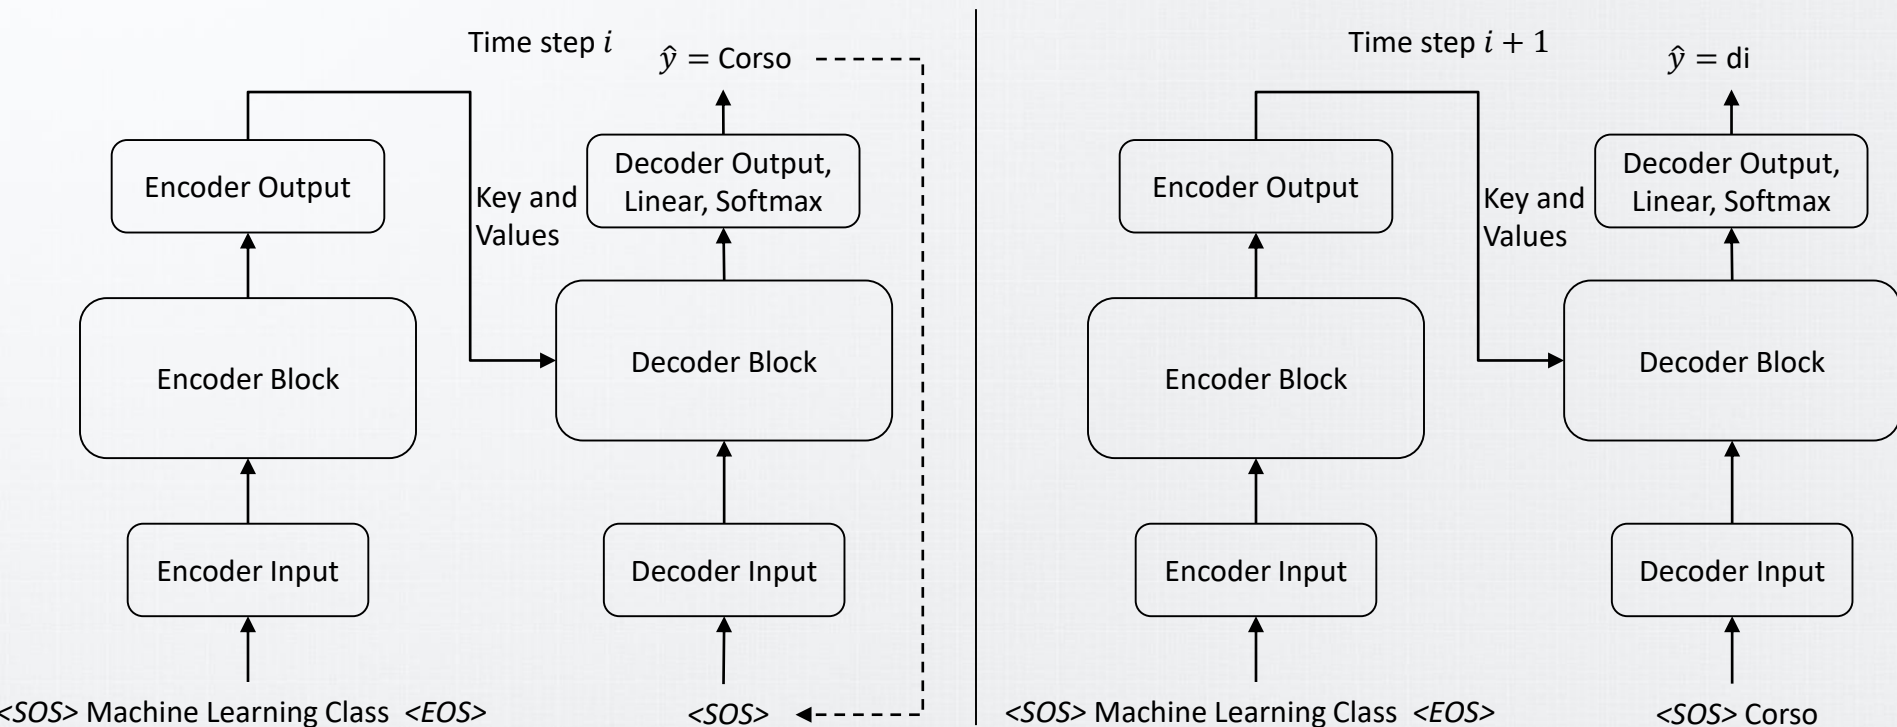 Time step i
ŷ = Corso
Encoder Output
Key and
Values
Decoder Output,
Linear, Softmax
Encoder Block
Decoder Block
Encoder Input
Decoder Input
<SOS> Machine Learning Class <EOS>
<SOS>
Time step i + 1
ŷ = di
Encoder Output
Key and
Values
Decoder Output,
Linear, Softmax
Encoder Block
Decoder Block
Encoder Input
Decoder Input
<SOS> Machine Learning Class <EOS>
<SOS> Corso